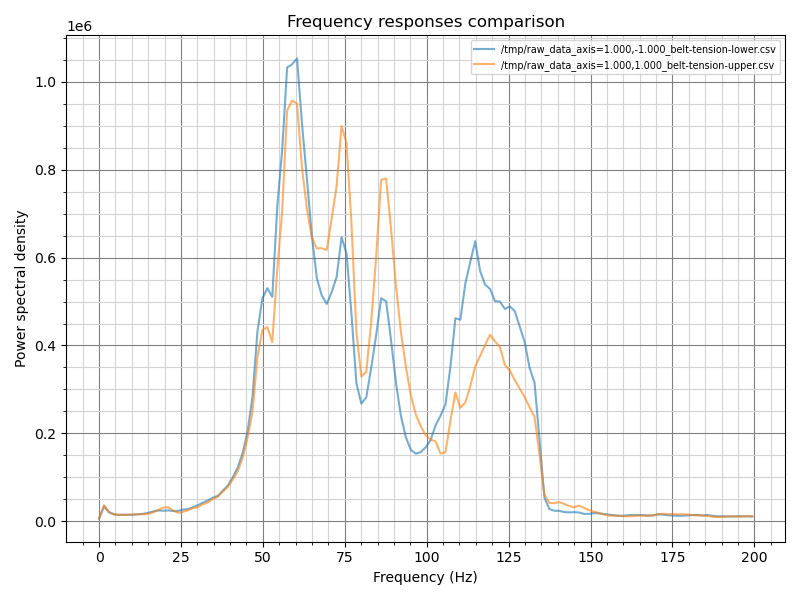 Frequency responses comparison
1e6
/tmp/raw_data_axis=1.000,-1.000_belt-tension-lower.csv
/tmp/raw_data_axis=1.000,1.000_belt-tension-upper.csv
1.0
0.8
0.6
0.4
0.2
0.0
Power spectral density
0 25 50 75 100 125 150 175 200
Frequency (Hz)